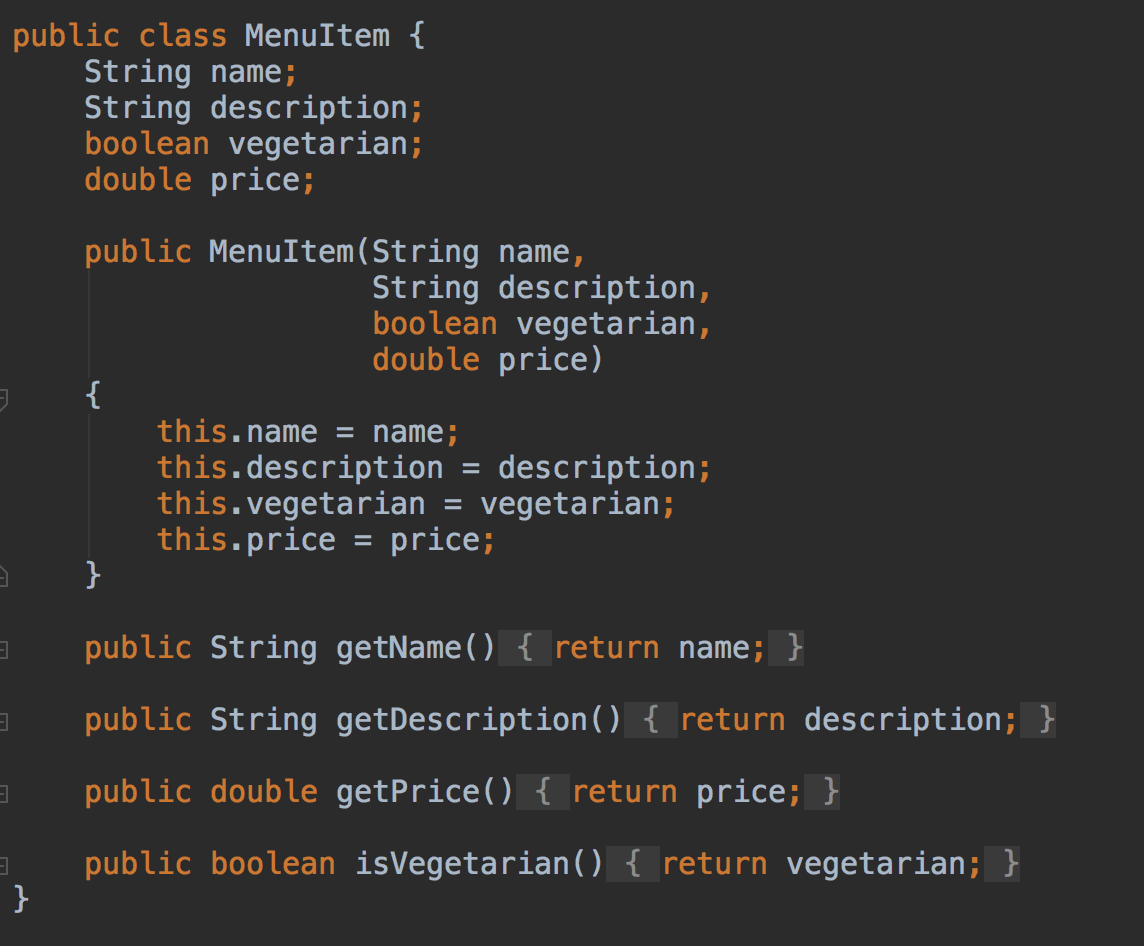 public class MenuItem {
    String name;
    String description;
    boolean vegetarian;
    double price;

    public MenuItem(String name,
                    String description,
                    boolean vegetarian,
                    double price)
    {
        this.name = name;
        this.description = description;
        this.vegetarian = vegetarian;
        this.price = price;
    }

    public String getName() { return name; }

    public String getDescription() { return description; }

    public double getPrice() { return price; }

    public boolean isVegetarian() { return vegetarian; }
}